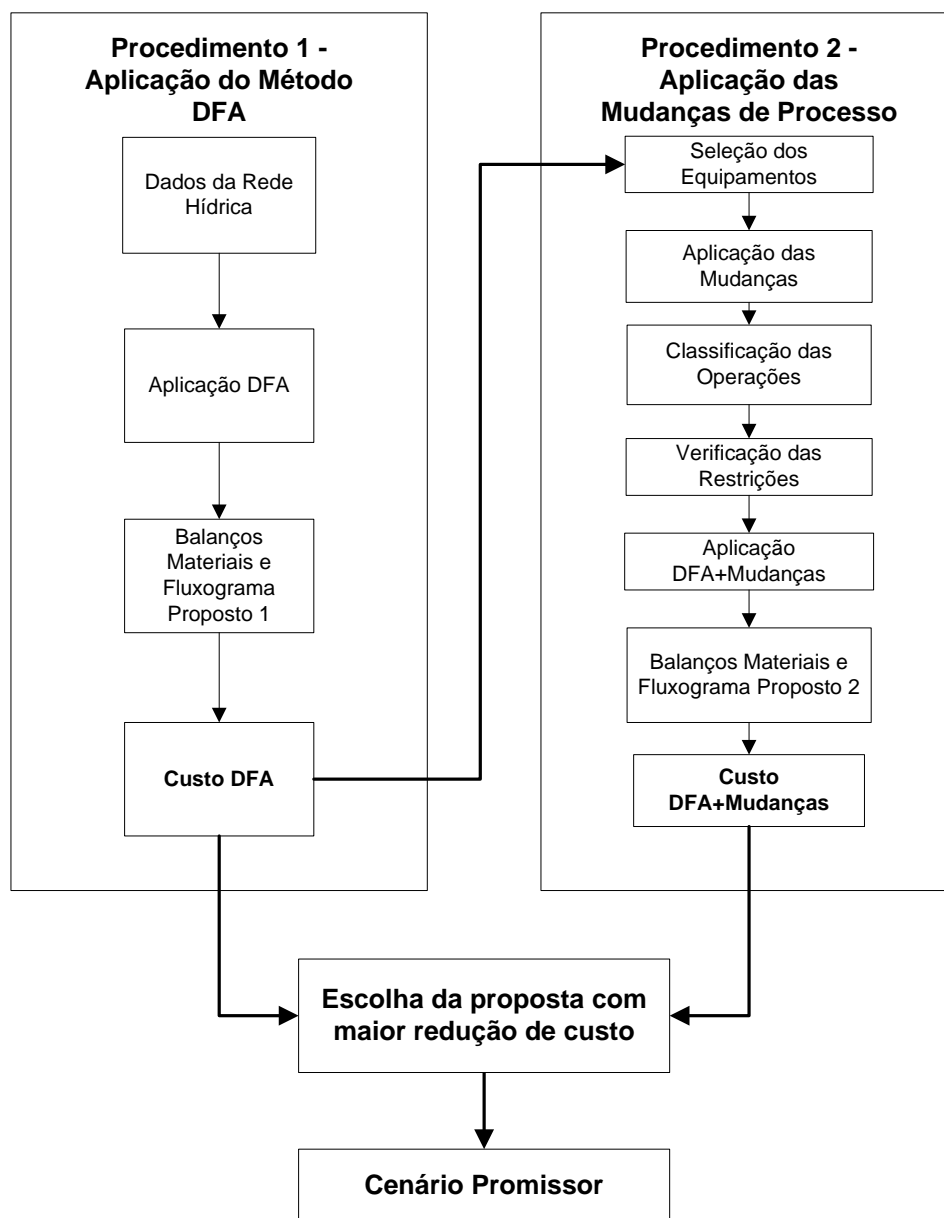 Procedimento 1 -
Aplicação do Método
DFA
Dados da Rede
Hídrica
Aplicação DFA
Balanços
Materiais e
Fluxograma
Proposto 1
Custo DFA
Procedimento 2 -
Aplicação das
Mudanças de Processo
Seleção dos
Equipamentos
Aplicação das
Mudanças
Classificação das
Operações
Verificação das
Restrições
Aplicação
DFA+Mudanças
Balanços Materiais e
Fluxograma Proposto 2
Custo
DFA+Mudanças
Escolha da proposta com
maior redução de custo
Cenário Promissor